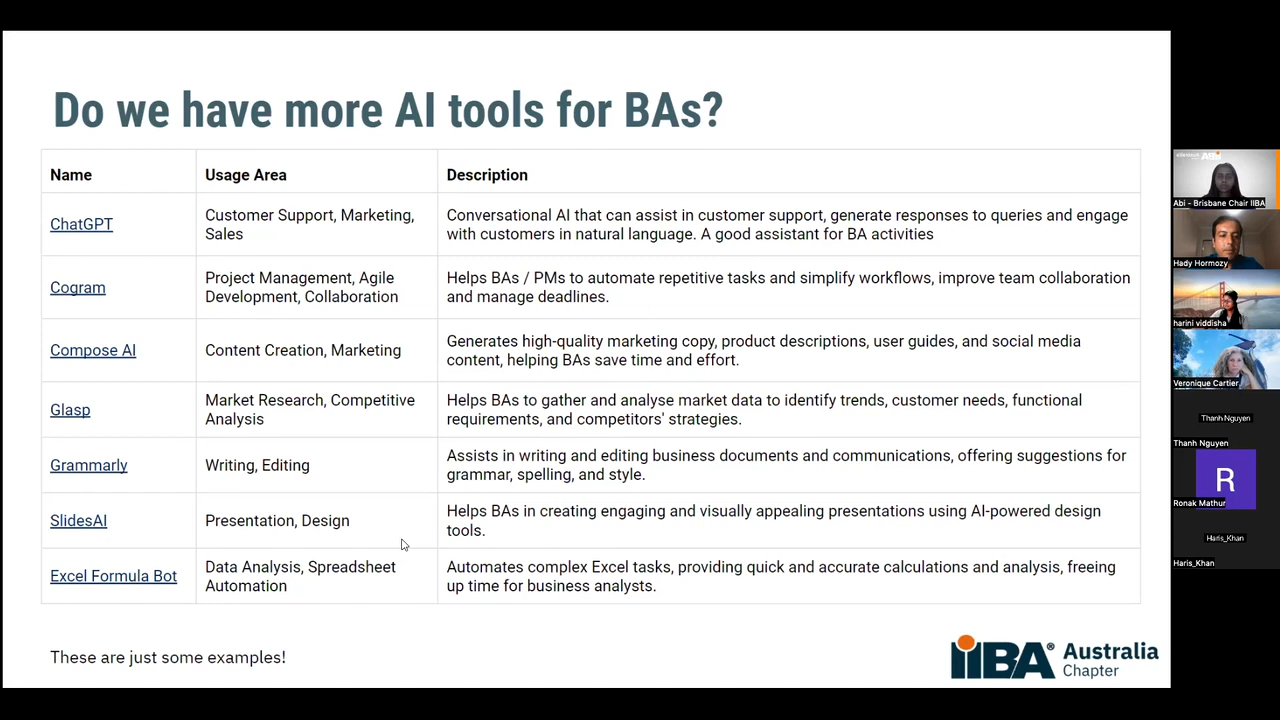 Do we have more AI tools for BAs?
Name
Usage Area
Description
ChatGPT
Customer Support, Marketing,
Sales
Conversational AI that can assist in customer support, generate responses to queries and engage
with customers in natural language. A good assistant for BA activities
Cogram
Project Management, Agile
Development, Collaboration
Helps BAs / PMs to automate repetitive tasks and simplify workflows, improve team collaboration
and manage deadlines.
Compose AI
Content Creation, Marketing
Generates high-quality marketing copy, product descriptions, user guides, and social media
content, helping BAs save time and effort.
Glasp
Market Research, Competitive
Analysis
Helps BAs to gather and analyse market data to identify trends, customer needs, functional
requirements, and competitors' strategies.
Grammarly
Writing, Editing
Assists in writing and editing business documents and communications, offering suggestions for
grammar, spelling, and style.
SlidesAI
Presentation, Design
Helps BAs in creating engaging and visually appealing presentations using AI-powered design
tools.
Excel Formula Bot
Data Analysis, Spreadsheet
Automation
Automates complex Excel tasks, providing quick and accurate calculations and analysis, freeing
up time for business analysts.
These are just some examples!
IIBA® Australia
Chapter
Abi - Brisbane Chair IIBA
Hady Hormozy
harini viddisha
Veronique Cartier
Thanh Nguyen
Thanh Nguyen
R
Ronak Mathur
Haris_Khan
Haris_Khan